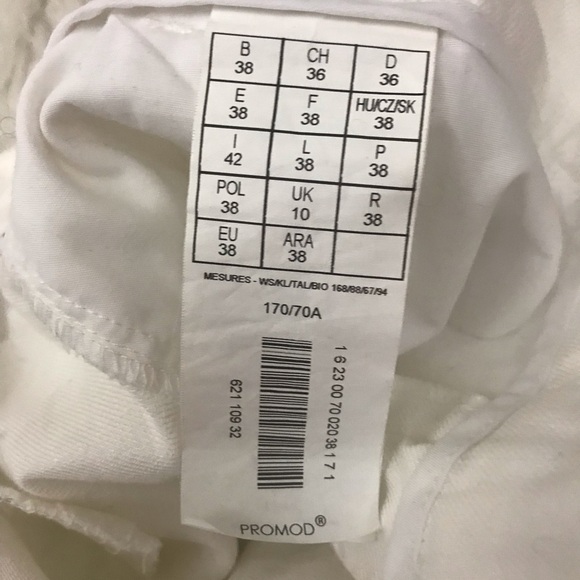 B 38 CH 36 D 36
E 38 F 38 HU/CZ/SK 38
I 42 L 38 P 38
POL 38 UK 10 R 38
EU 38 ARA 38
MESURES - WS/KL/TAL/BIO 168/88/67/94
170/70A
1 6 23 00 70 020 38 1 7 1
621 109 32
PROMOD®